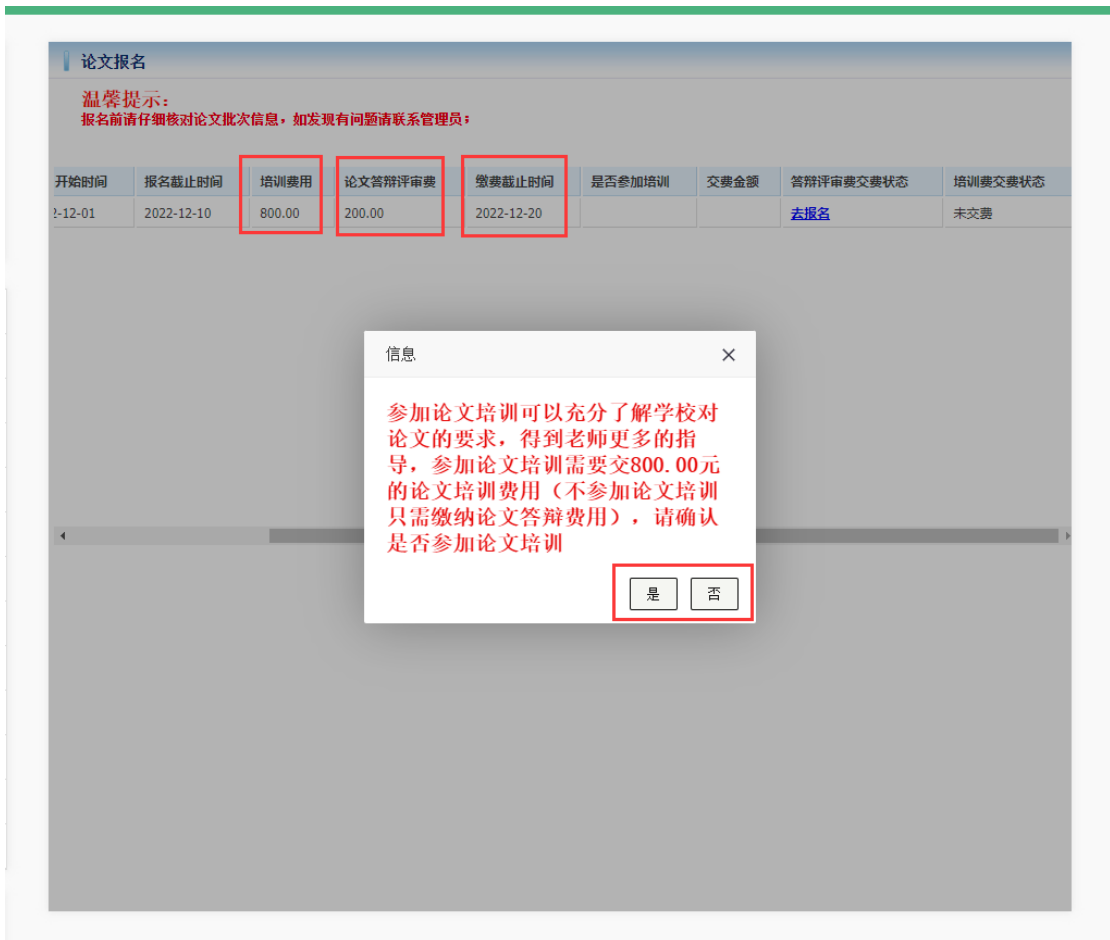 论文报名
温馨提示：
报名前请仔细核对论文批次信息，如发现有问题请联系管理员；
开始时间 报名截止时间 培训费用 论文答辩评审费 缴费截止时间 是否参加培训 交费金额 答辩评审费交费状态 培训费交费状态
2-12-01 2022-12-10 800.00 200.00 2022-12-20 去报名 未交费
信息
参加论文培训可以充分了解学校对
论文的要求，得到老师更多的指
导，参加论文培训需要交800.00元
的论文培训费用（不参加论文培训
只需缴纳论文答辩费用），请确认
是否参加论文培训
是 否